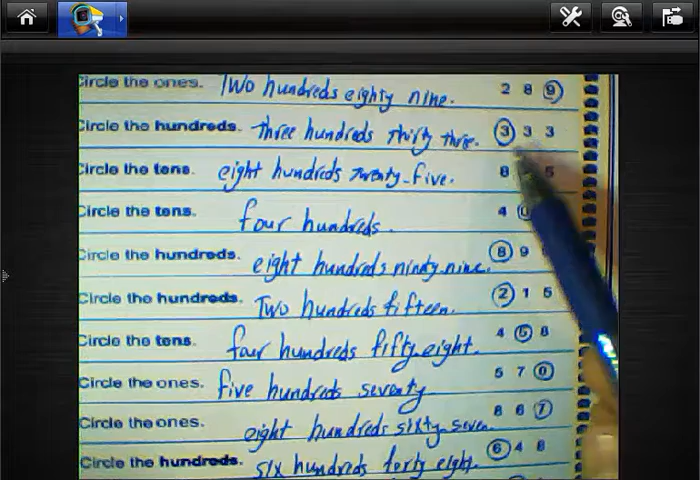 Circle the ones. Two hundreds eighty nine. 2 8 9
Circle the hundreds. three hundreds thirty three. 3 3 3
Circle the tens. eight hundreds twenty-five. 8 5
Circle the tens. four hundreds. 4 0
Circle the hundreds. eight hundreds ninety-nine. 8 9
Circle the hundreds. Two hundreds fifteen. 2 1 5
Circle the tens. four hundreds fifty-eight. 4 5 8
Circle the ones. five hundreds seventy 5 7 0
Circle the ones. eight hundreds sixty-seven. 8 6 7
Circle the hundreds. six hundreds forty eight. 6 4 8